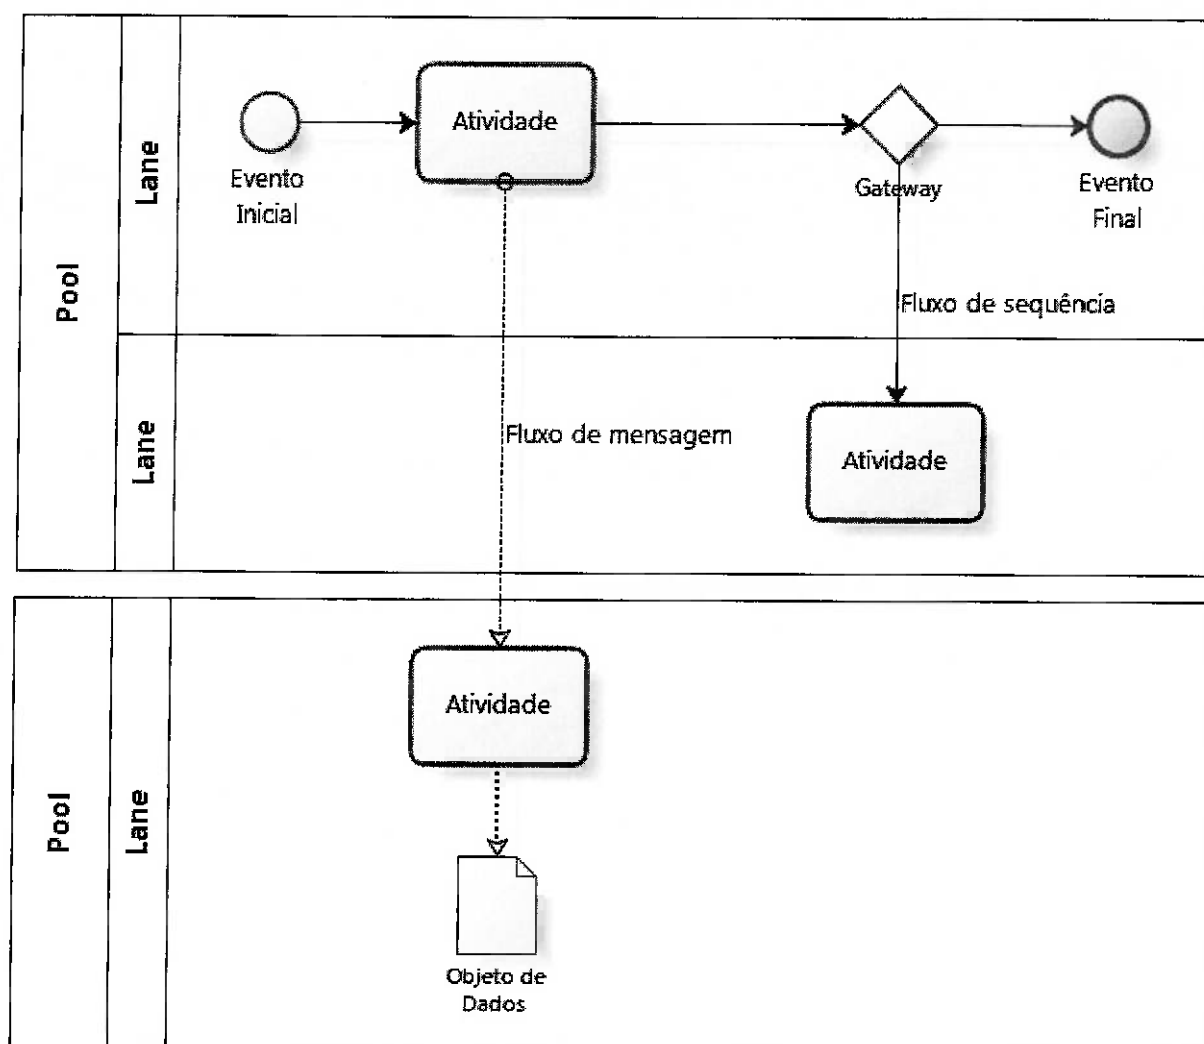 Pool
Lane
Evento
Inicial
Atividade
Gateway
Evento
Final
Fluxo de sequência
Lane
Fluxo de mensagem
Atividade
Pool
Lane
Atividade
Objeto de
Dados